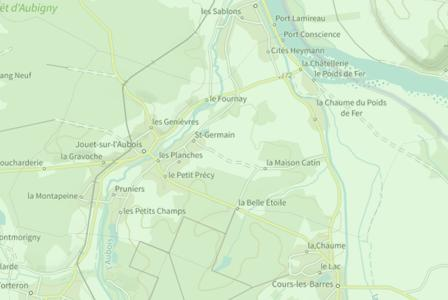 êt d'Aubigny
les Sablons
Port Lamireau
Port Conscience
Cités Heymann
la Châtellerie
le Poids de Fer
ang Neuf
le Fournay
la Chaume du Poids
de Fer
les Genièvres
St-Germain
Jouet-sur-l'Aubois
la Gravoche
les Planches
oucharderie
la Maison Catin
le Petit Précy
Pruniers
la Montapeine
les Petits Champs
la Belle Étoile
ontmorigny
l'Aubois
la Chaume
larde
le Lac
Torteron
Cours-les-Barres